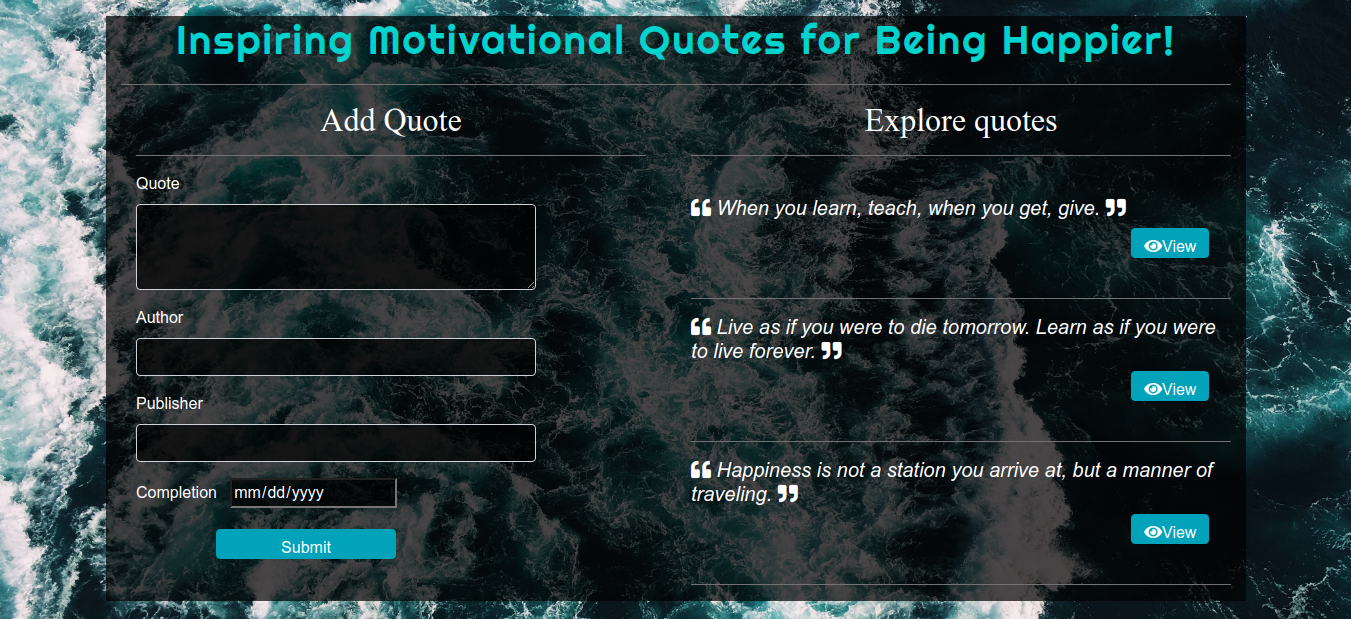 Inspiring Motivational Quotes for Being Happier!
Add Quote
Quote
Author
Publisher
Completion mm/dd/yyyy
Submit
Explore quotes
❝ When you learn, teach, when you get, give. ❞
View
❝ Live as if you were to die tomorrow. Learn as if you were
to live forever. ❞
View
❝ Happiness is not a station you arrive at, but a manner of
traveling. ❞
View